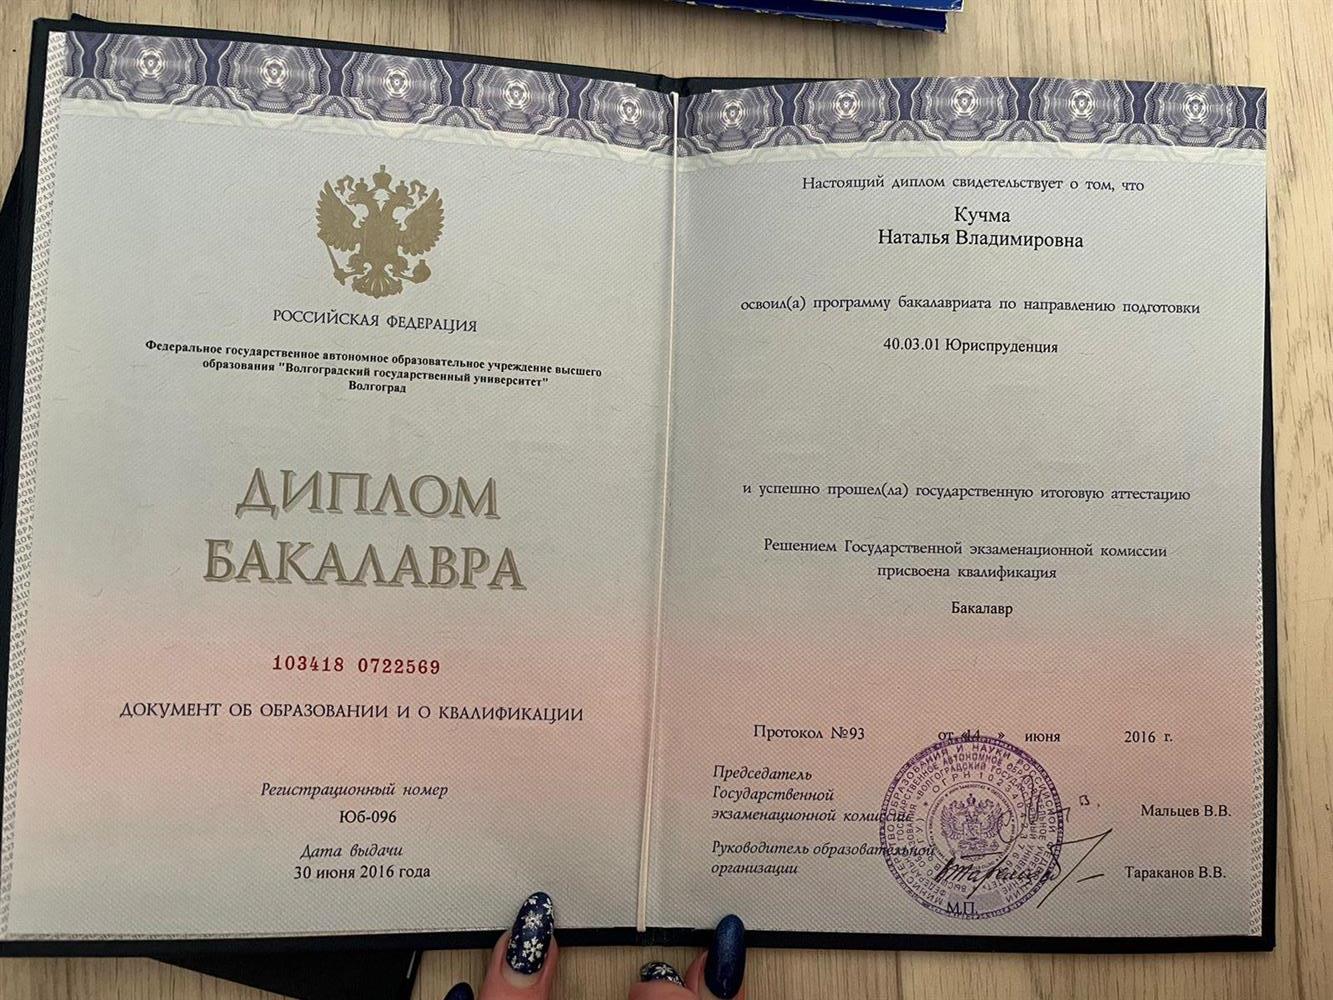 РОССИЙСКАЯ ФЕДЕРАЦИЯ
Федеральное государственное автономное образовательное учреждение высшего
образования "Волгоградский государственный университет"
Волгоград
ДИПЛОМ
БАКАЛАВРА
103418 0722569
ДОКУМЕНТ ОБ ОБРАЗОВАНИИ И О КВАЛИФИКАЦИИ
Регистрационный номер
Юб-096
Дата выдачи
30 июня 2016 года
Настоящий диплом свидетельствует о том, что
Кучма
Наталья Владимировна
освоил(а) программу бакалавриата по направлению подготовки
40.03.01 Юриспруденция
и успешно прошел(ла) государственную итоговую аттестацию
Решением Государственной экзаменационной комиссии
присвоена квалификация
Бакалавр
Протокол №93 от «14 » июня 2016 г.
Председатель
Государственной
экзаменационной комиссии Мальцев В.В.
Руководитель образовательной
организации Тараканов В.В.
М.П.